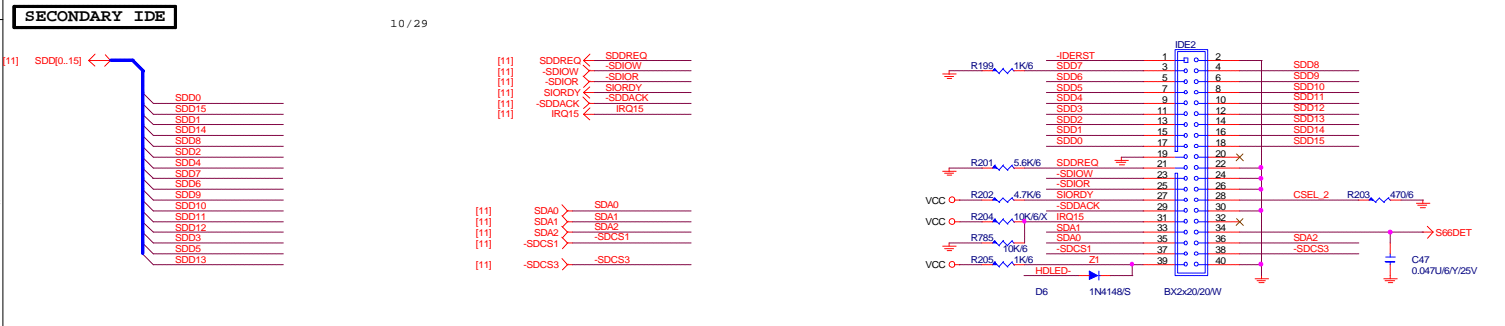 SECONDARY IDE
10/29
[11] SDD[0..15]
SDD0
SDD15
SDD1
SDD14
SDD8
SDD2
SDD4
SDD7
SDD6
SDD9
SDD10
SDD11
SDD12
SDD3
SDD5
SDD13
[11] SDDREQ SDDREQ
[11] -SDIOW -SDIOW
[11] -SDIOR -SDIOR
[11] SIORDY SIORDY
[11] -SDDACK -SDDACK
[11] IRQ15 IRQ15
[11] SDA0 SDA0
[11] SDA1 SDA1
[11] SDA2 SDA2
[11] -SDCS1 -SDCS1
[11] -SDCS3 -SDCS3
IDE2
-IDERST 1 2
R199 1K/6 SDD7 3 4 SDD8
SDD6 5 6 SDD9
SDD5 7 8 SDD10
SDD4 9 10 SDD11
SDD3 11 12 SDD12
SDD2 13 14 SDD13
SDD1 15 16 SDD14
SDD0 17 18 SDD15
19 20
R201 5.6K/6 SDDREQ 21 22
-SDIOW 23 24
-SDIOR 25 26
VCC R202 4.7K/6 SIORDY 27 28 CSEL_2 R203 470/6
-SDDACK 29 30
VCC R204 10K/6/X IRQ15 31 32
SDA1 33 34 S66DET
R785 10K/6 SDA0 35 36 SDA2
-SDCS1 37 38 -SDCS3
VCC R205 1K/6 Z1 39 40
HDLED-
D6 1N4148/S BX2x20/20/W
C47
0.047U/6/Y/25V